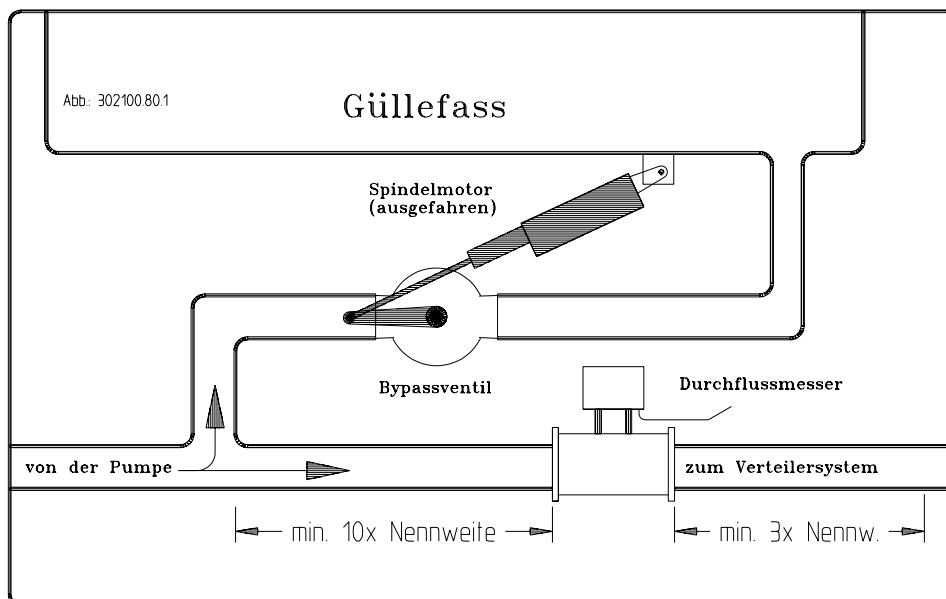 Abb.: 302100.80.1
Güllefass
Spindelmotor
(ausgefahren)
Bypassventil
Durchflussmesser
von der Pumpe
zum Verteilersystem
min. 10x Nennweite
min. 3x Nennw.